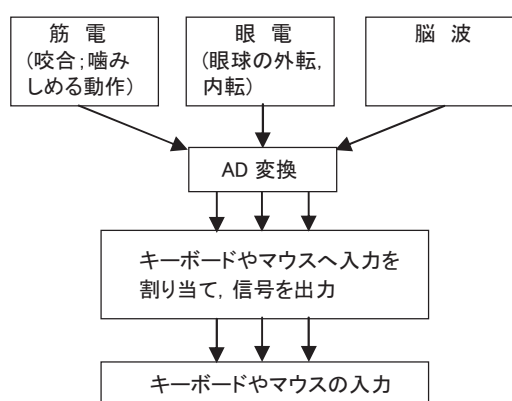 筋 電
(咬合;噛み
しめる動作)
眼 電
(眼球の外転,
内転)
脳 波
AD 変換
キーボードやマウスへ入力を
割り当て, 信号を出力
キーボードやマウスの入力